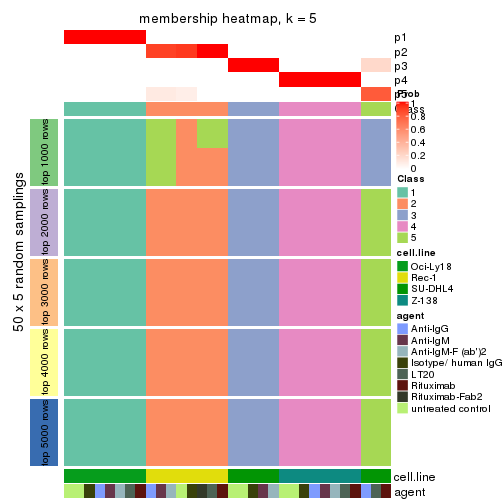 membership heatmap, k = 5
p1
p2
p3
p4
Prob
Class
1
0.8
0.6
0.4
0.2
0
Class
1
2
3
4
5
cell.line
Oci-Ly18
Rec-1
SU-DHL4
Z-138
agent
Anti-IgG
Anti-IgM
Anti-IgM-F (ab')2
Isotype/ human IgG
LT20
Rituximab
Rituximab-Fab2
untreated control
50 x 5 random samplings
top 1000 rows
top 2000 rows
top 3000 rows
top 4000 rows
top 5000 rows
cell.line
agent